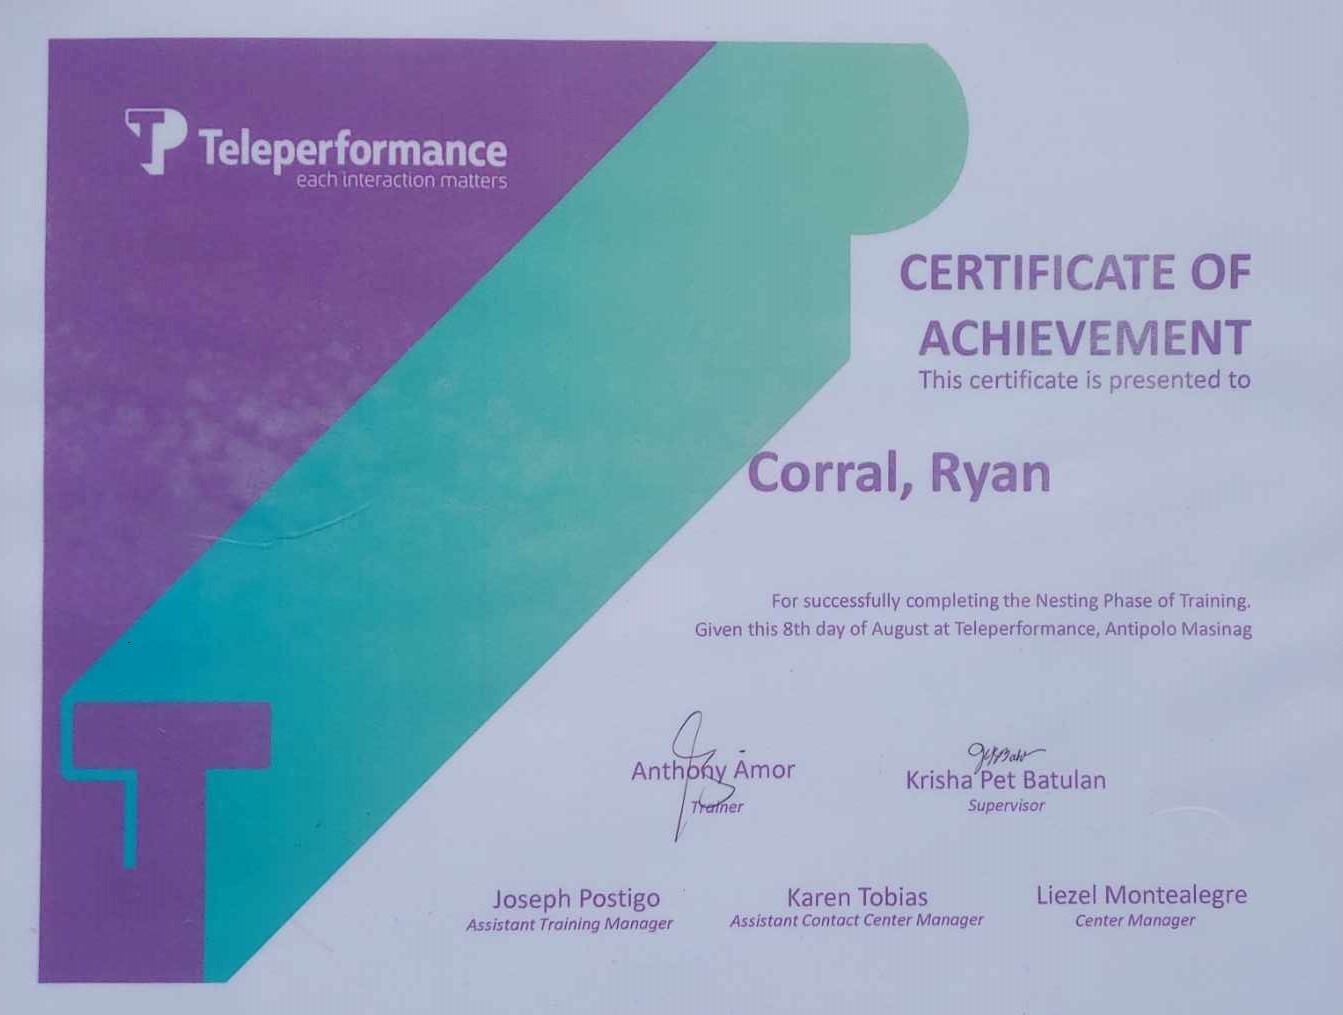 Teleperformance
each interaction matters
CERTIFICATE OF
ACHIEVEMENT
This certificate is presented to
Corral, Ryan
For successfully completing the Nesting Phase of Training.
Given this 8th day of August at Teleperformance, Antipolo Masinag
Anthony Amor
Trainer
Krisha Pet Batulan
Supervisor
Joseph Postigo
Assistant Training Manager
Karen Tobias
Assistant Contact Center Manager
Liezel Montealegre
Center Manager